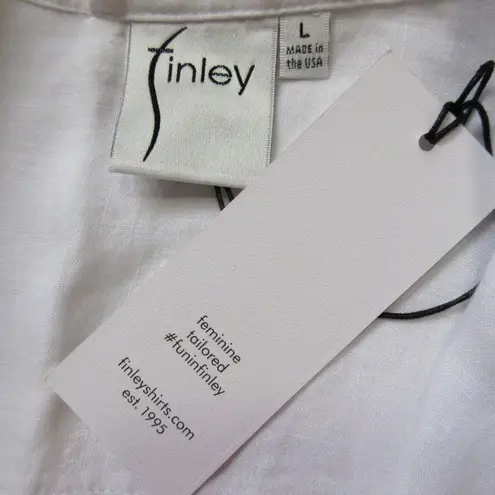 finley
L
MADE in
the USA
feminine
tailored
#funinfinley
finleyshirts.com
est. 1995